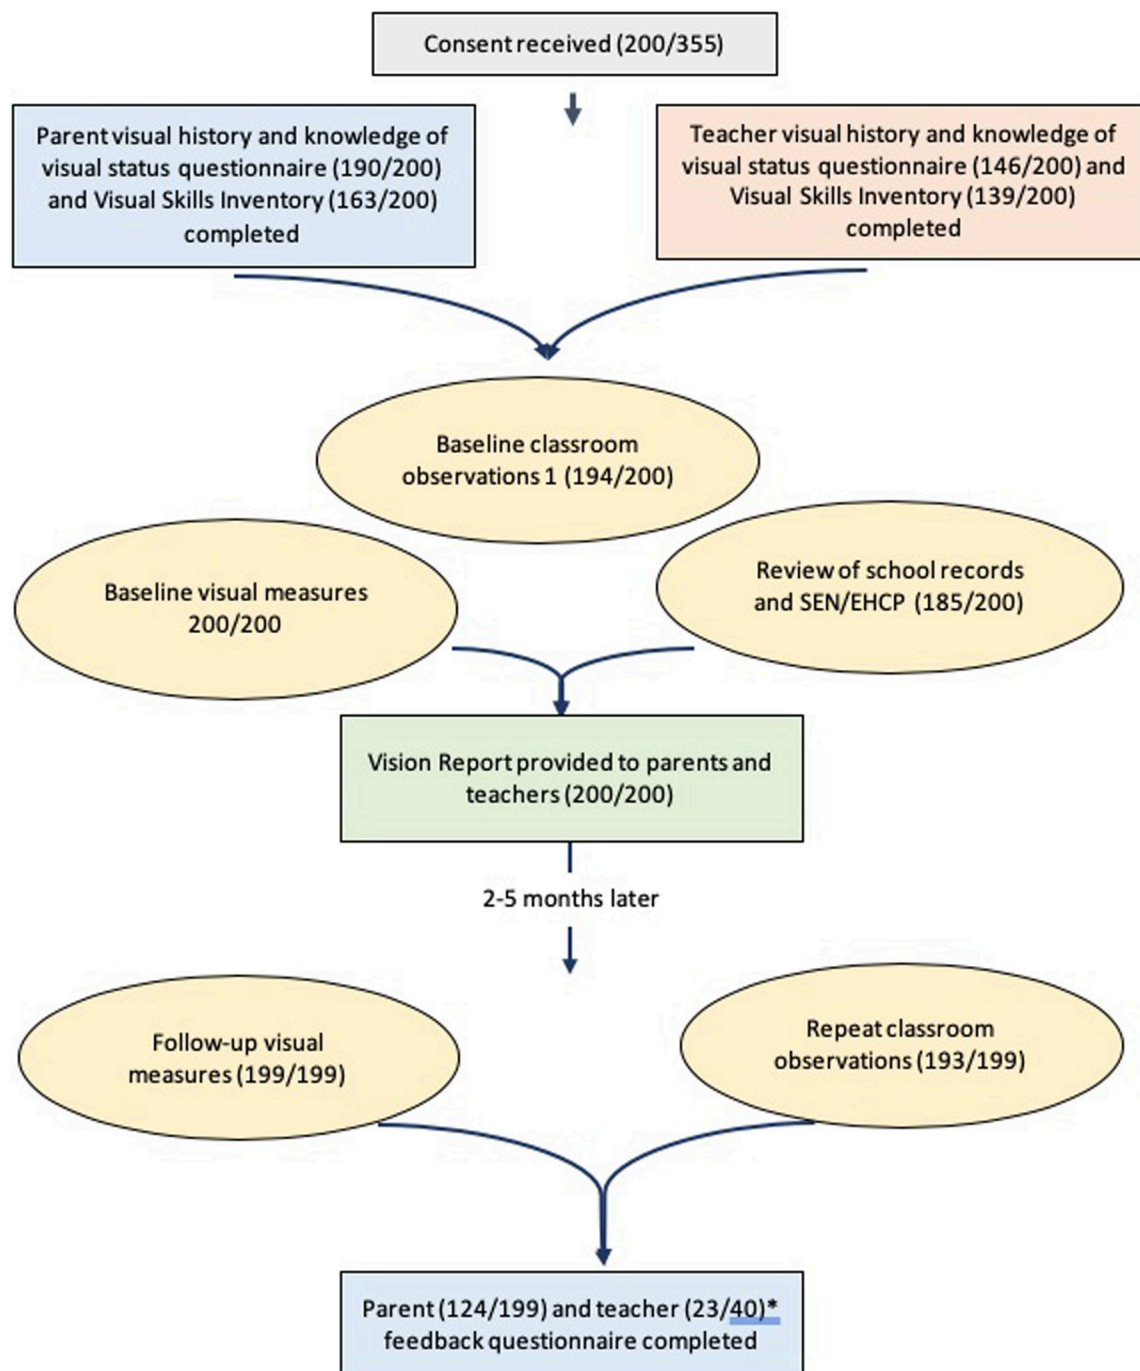 Consent received (200/355)
Parent visual history and knowledge of
visual status questionnaire (190/200)
and Visual Skills Inventory (163/200)
completed
Teacher visual history and knowledge of
visual status questionnaire (146/200) and
Visual Skills Inventory (139/200)
completed
Baseline classroom
observations 1 (194/200)
Baseline visual measures
200/200
Review of school records
and SEN/EHCP (185/200)
Vision Report provided to parents and
teachers (200/200)
2-5 months later
Follow-up visual
measures (199/199)
Repeat classroom
observations (193/199)
Parent (124/199) and teacher (23/40)*
feedback questionnaire completed